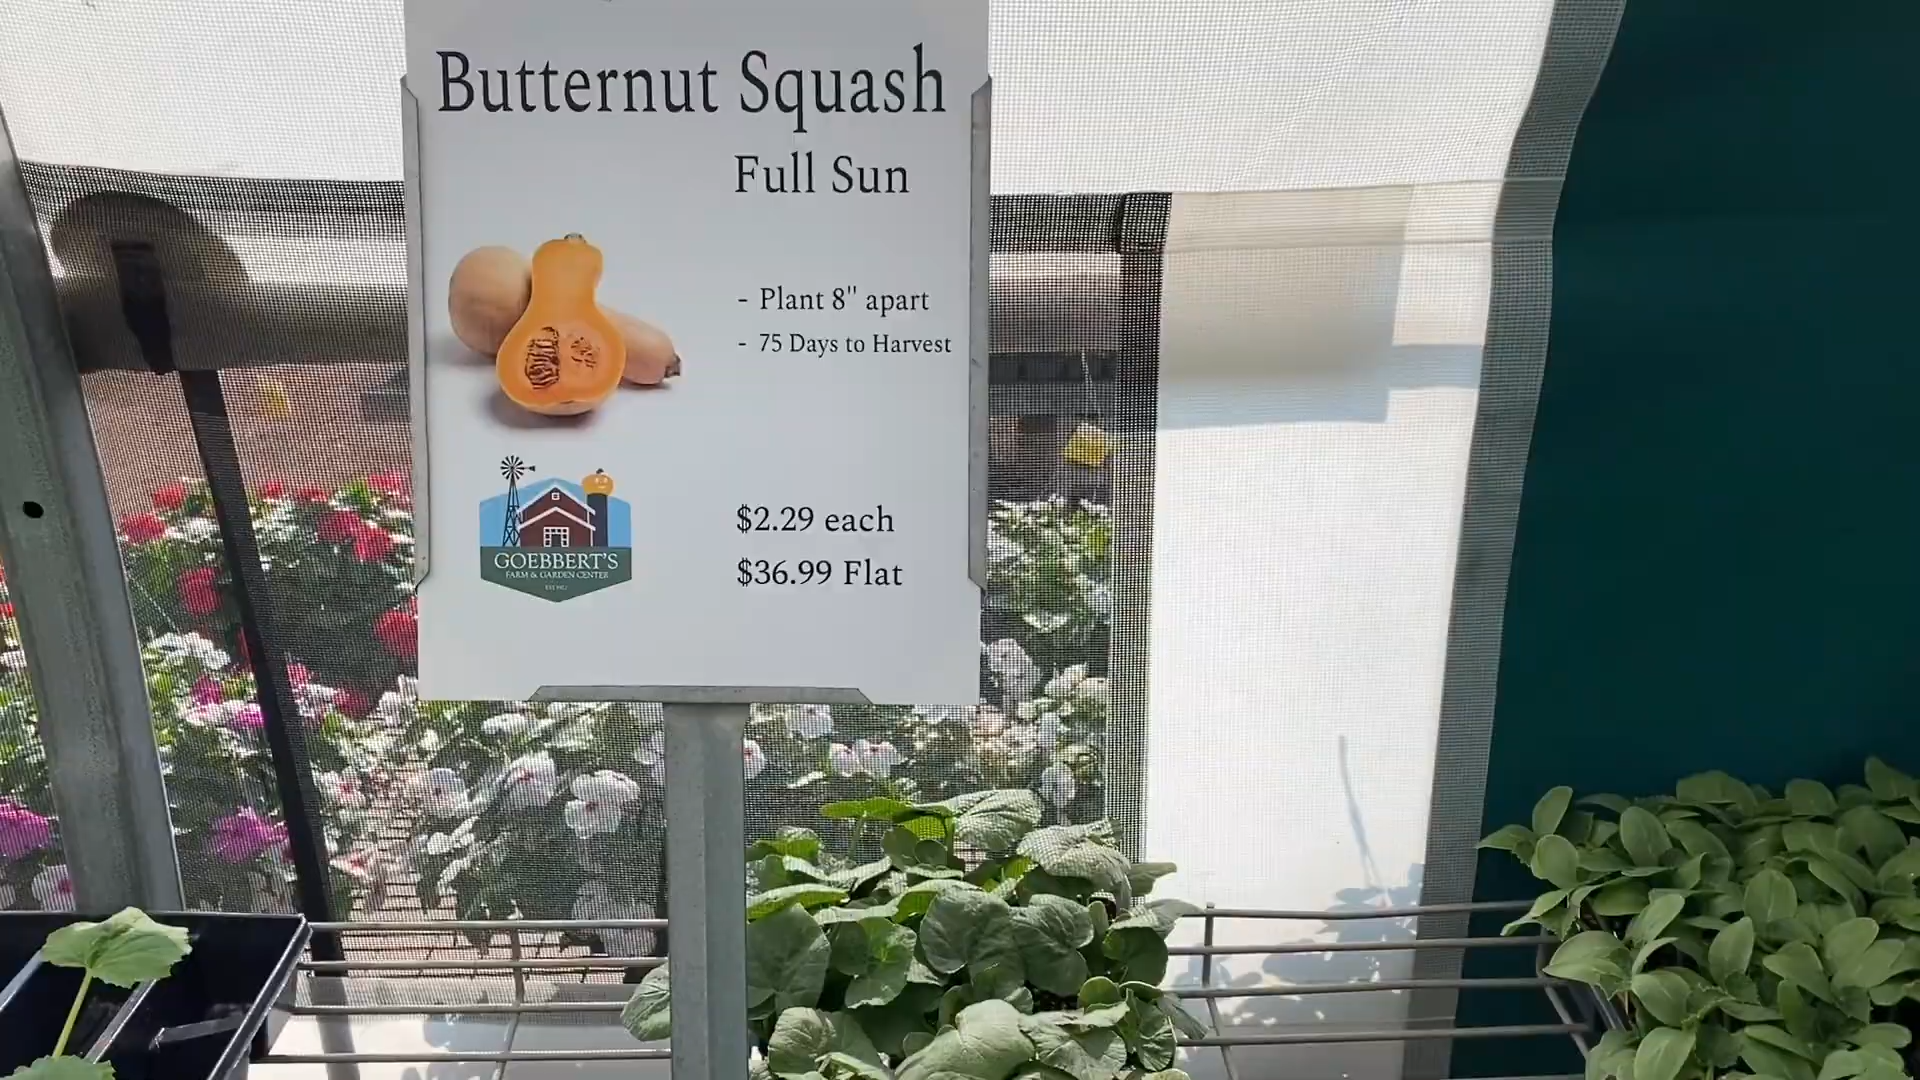 Butternut Squash
Full Sun
- Plant 8" apart
- 75 Days to Harvest
GOEBBERT'S
FARM & GARDEN CENTER
$2.29 each
$36.99 Flat